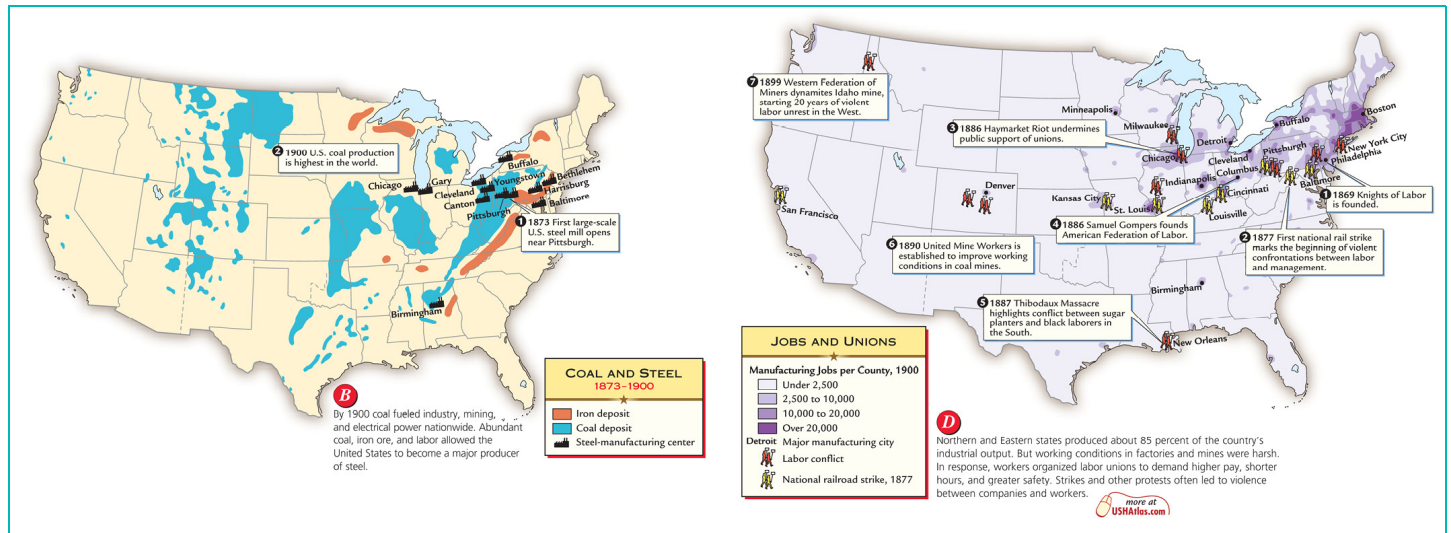 2 1900 U.S. coal production
is highest in the world.
Buffalo
Chicago
Gary
Cleveland
Youngstown
Bethlehem
Harrisburg
Canton
Baltimore
Pittsburgh
1 1873 First large-scale
U.S. steel mill opens
near Pittsburgh.
Birmingham
B
By 1900 coal fueled industry, mining,
and electrical power nationwide. Abundant
coal, iron ore, and labor allowed the
United States to become a major producer
of steel.
COAL AND STEEL
1873–1900
Iron deposit
Coal deposit
Steel-manufacturing center
7 1899 Western Federation of
Miners dynamites Idaho mine,
starting 20 years of violent
labor unrest in the West.
Minneapolis
Milwaukee
Buffalo
Boston
3 1886 Haymarket Riot undermines
public support of unions.
Detroit
Chicago
Cleveland
Pittsburgh
New York City
Philadelphia
Denver
Indianapolis
Columbus
Baltimore
1 1869 Knights of Labor
is founded.
San Francisco
Kansas City
St. Louis
Cincinnati
Louisville
4 1886 Samuel Gompers founds
American Federation of Labor.
6 1890 United Mine Workers is
established to improve working
conditions in coal mines.
2 1877 First national rail strike
marks the beginning of violent
confrontations between labor
and management.
Birmingham
5 1887 Thibodaux Massacre
highlights conflict between sugar
planters and black laborers in
the South.
New Orleans
JOBS AND UNIONS
Manufacturing Jobs per County, 1900
Under 2,500
2,500 to 10,000
10,000 to 20,000
Over 20,000
Detroit Major manufacturing city
Labor conflict
National railroad strike, 1877
D
Northern and Eastern states produced about 85 percent of the country's
industrial output. But working conditions in factories and mines were harsh.
In response, workers organized labor unions to demand higher pay, shorter
hours, and greater safety. Strikes and other protests often led to violence
between companies and workers.
more at
USHAtlas.com